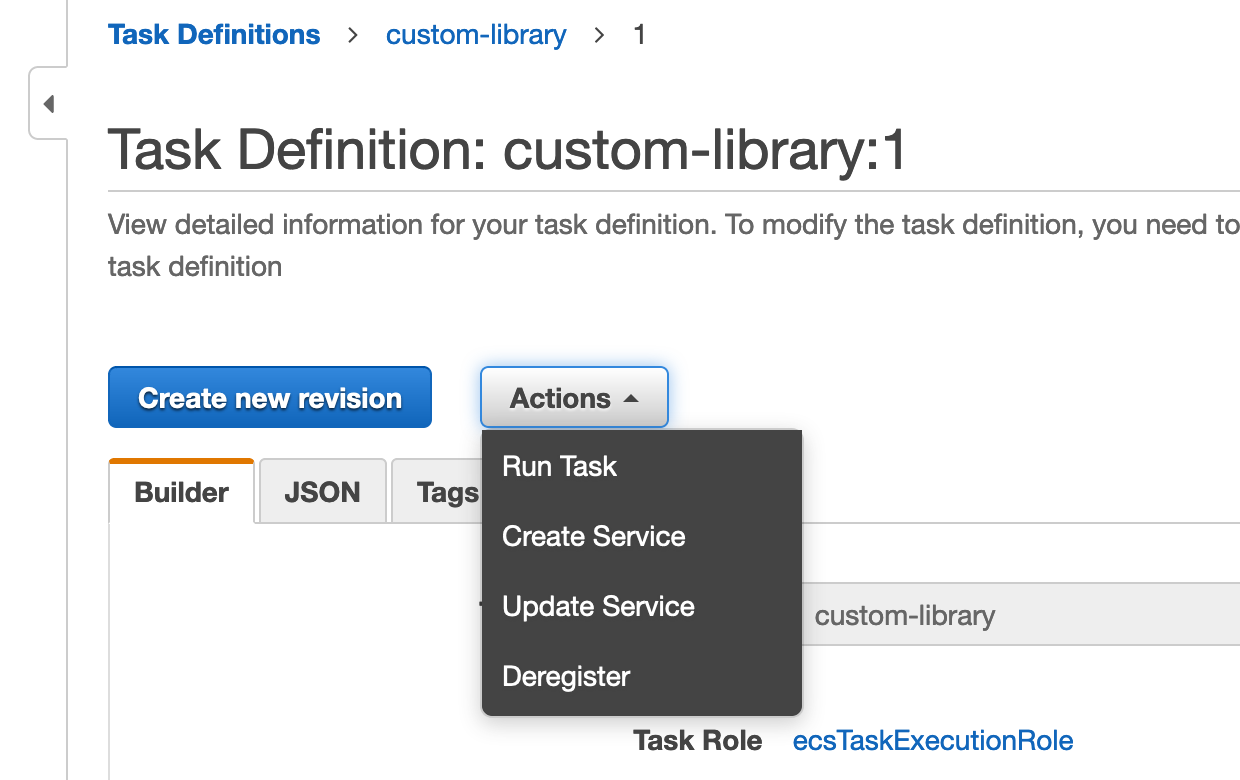 Task Definitions > custom-library > 1
Task Definition: custom-library:1
View detailed information for your task definition. To modify the task definition, you need to
task definition
Create new revision
Actions
Run Task
Create Service
Update Service
Deregister
Builder
JSON
Tags
custom-library
Task Role ecsTaskExecutionRole